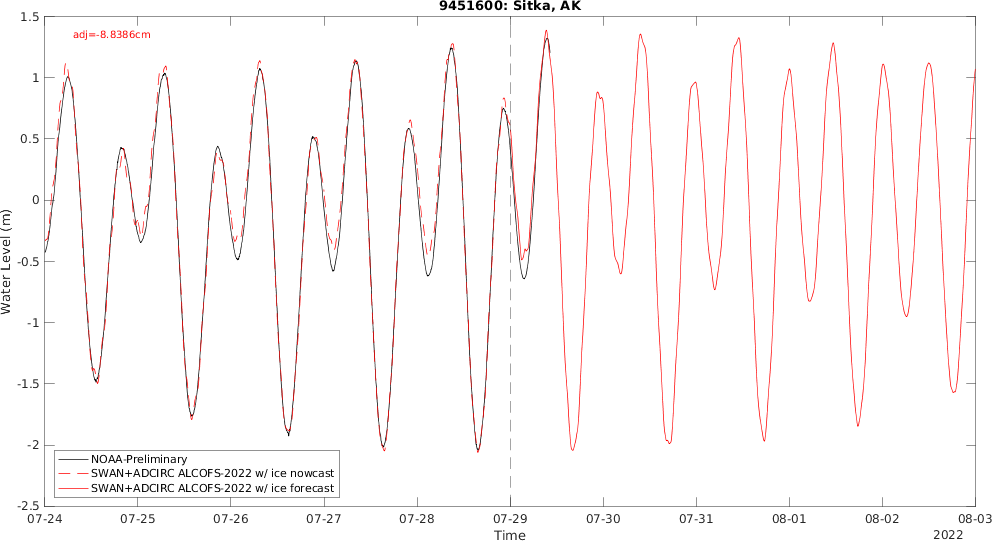 9451600: Sitka, AK
adj=-8.8386cm
1.5
1
0.5
0
-0.5
-1
-1.5
-2
-2.5
Water Level (m)
NOAA-Preliminary
SWAN+ADCIRC ALCOFS-2022 w/ ice nowcast
SWAN+ADCIRC ALCOFS-2022 w/ ice forecast
07-24 07-25 07-26 07-27 07-28 07-29 07-30 07-31 08-01 08-02 08-03
Time
2022